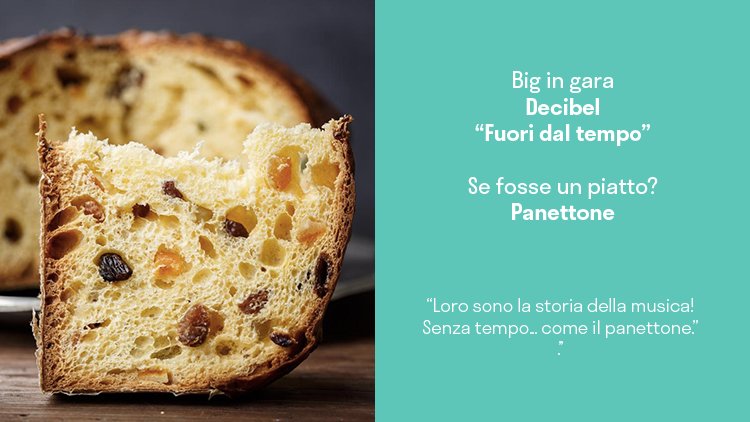 Big in gara
Decibel
“Fuori dal tempo”
Se fosse un piatto?
Panettone
“Loro sono la storia della musica!
Senza tempo... come il panettone.”
.”